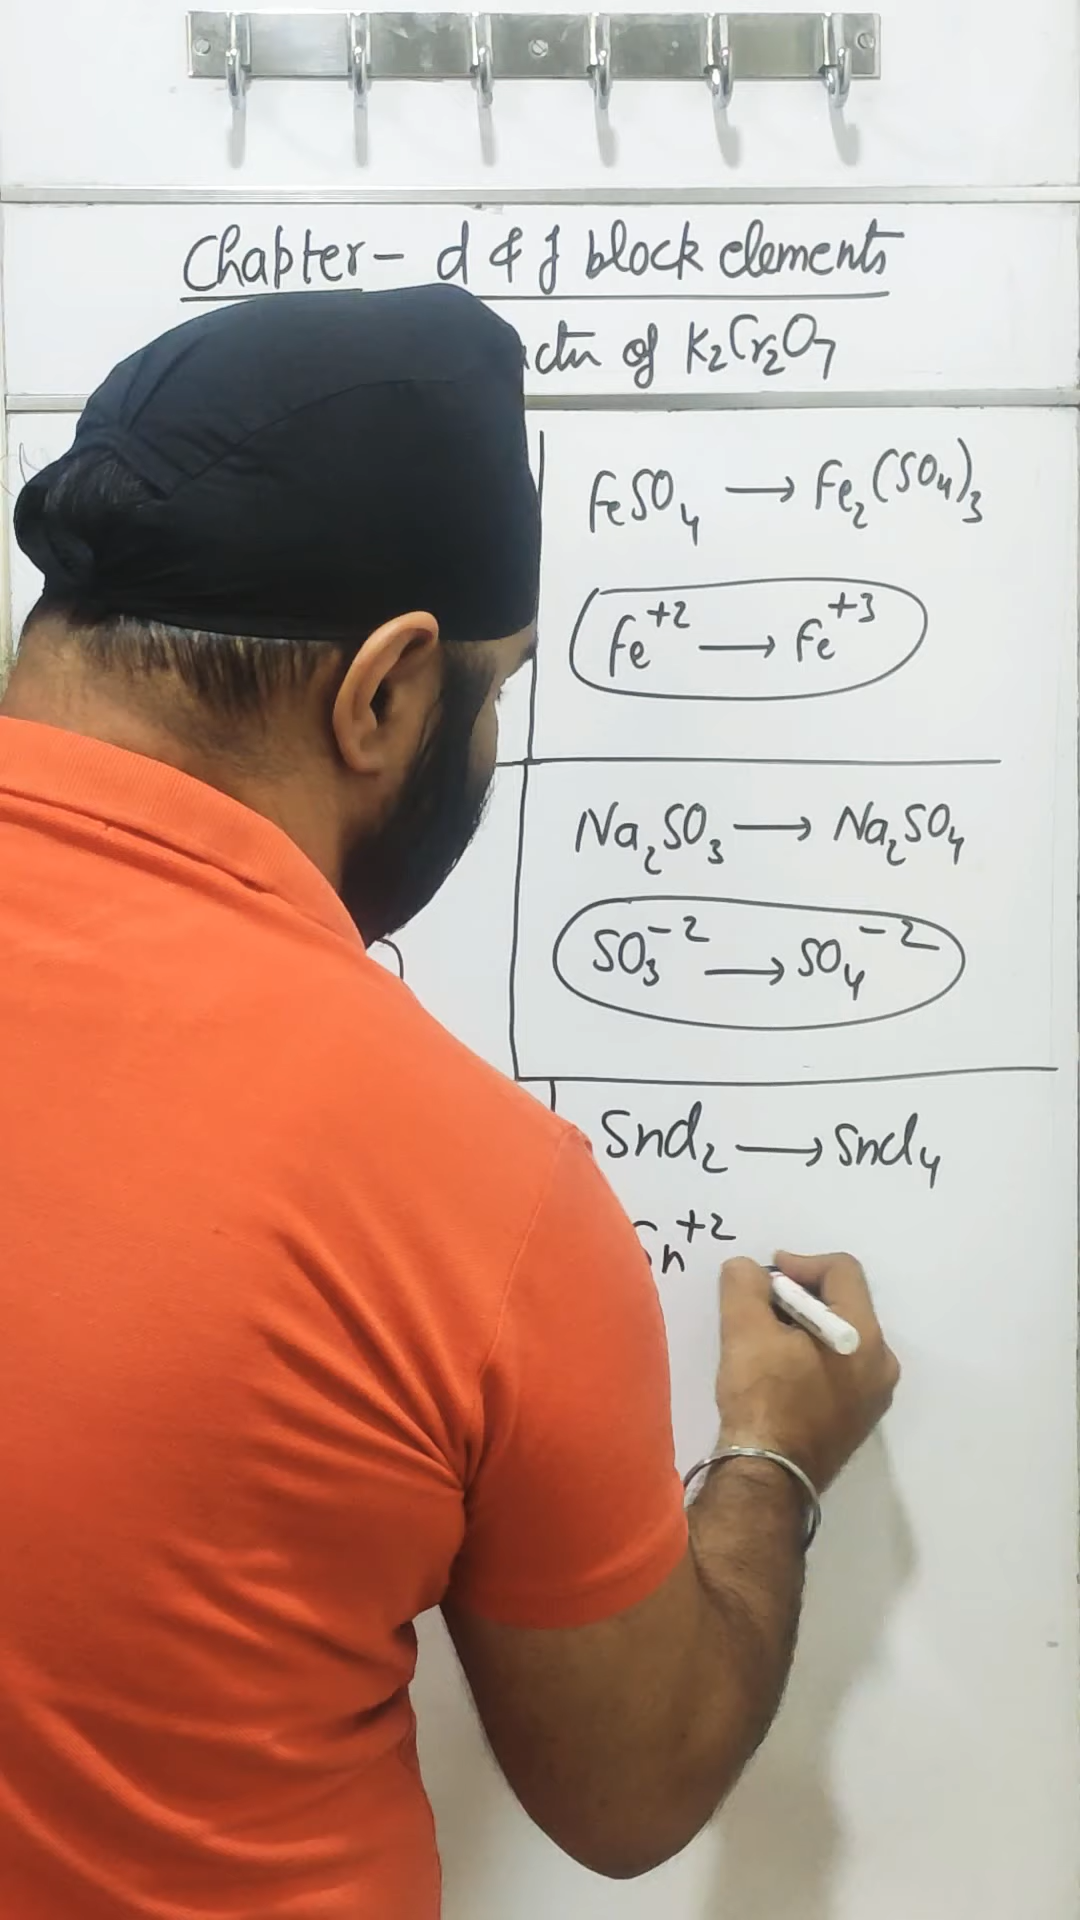 Chapter - d & f block elements
of K₂Cr₂O₇
FeSO₄ → Fe₂(SO₄)₃
Fe⁺² → Fe⁺³
Na₂SO₃ → Na₂SO₄
SO₃⁻² → SO₄⁻²
SnCl₂ → SnCl₄
Sn⁺²